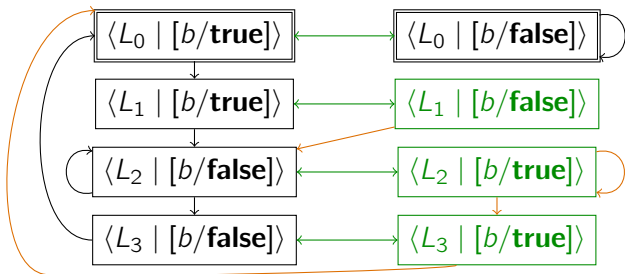 ⟨L₀ | [b/true]⟩ ⟨L₀ | [b/false]⟩
⟨L₁ | [b/true]⟩ ⟨L₁ | [b/false]⟩
⟨L₂ | [b/false]⟩ ⟨L₂ | [b/true]⟩
⟨L₃ | [b/false]⟩ ⟨L₃ | [b/true]⟩